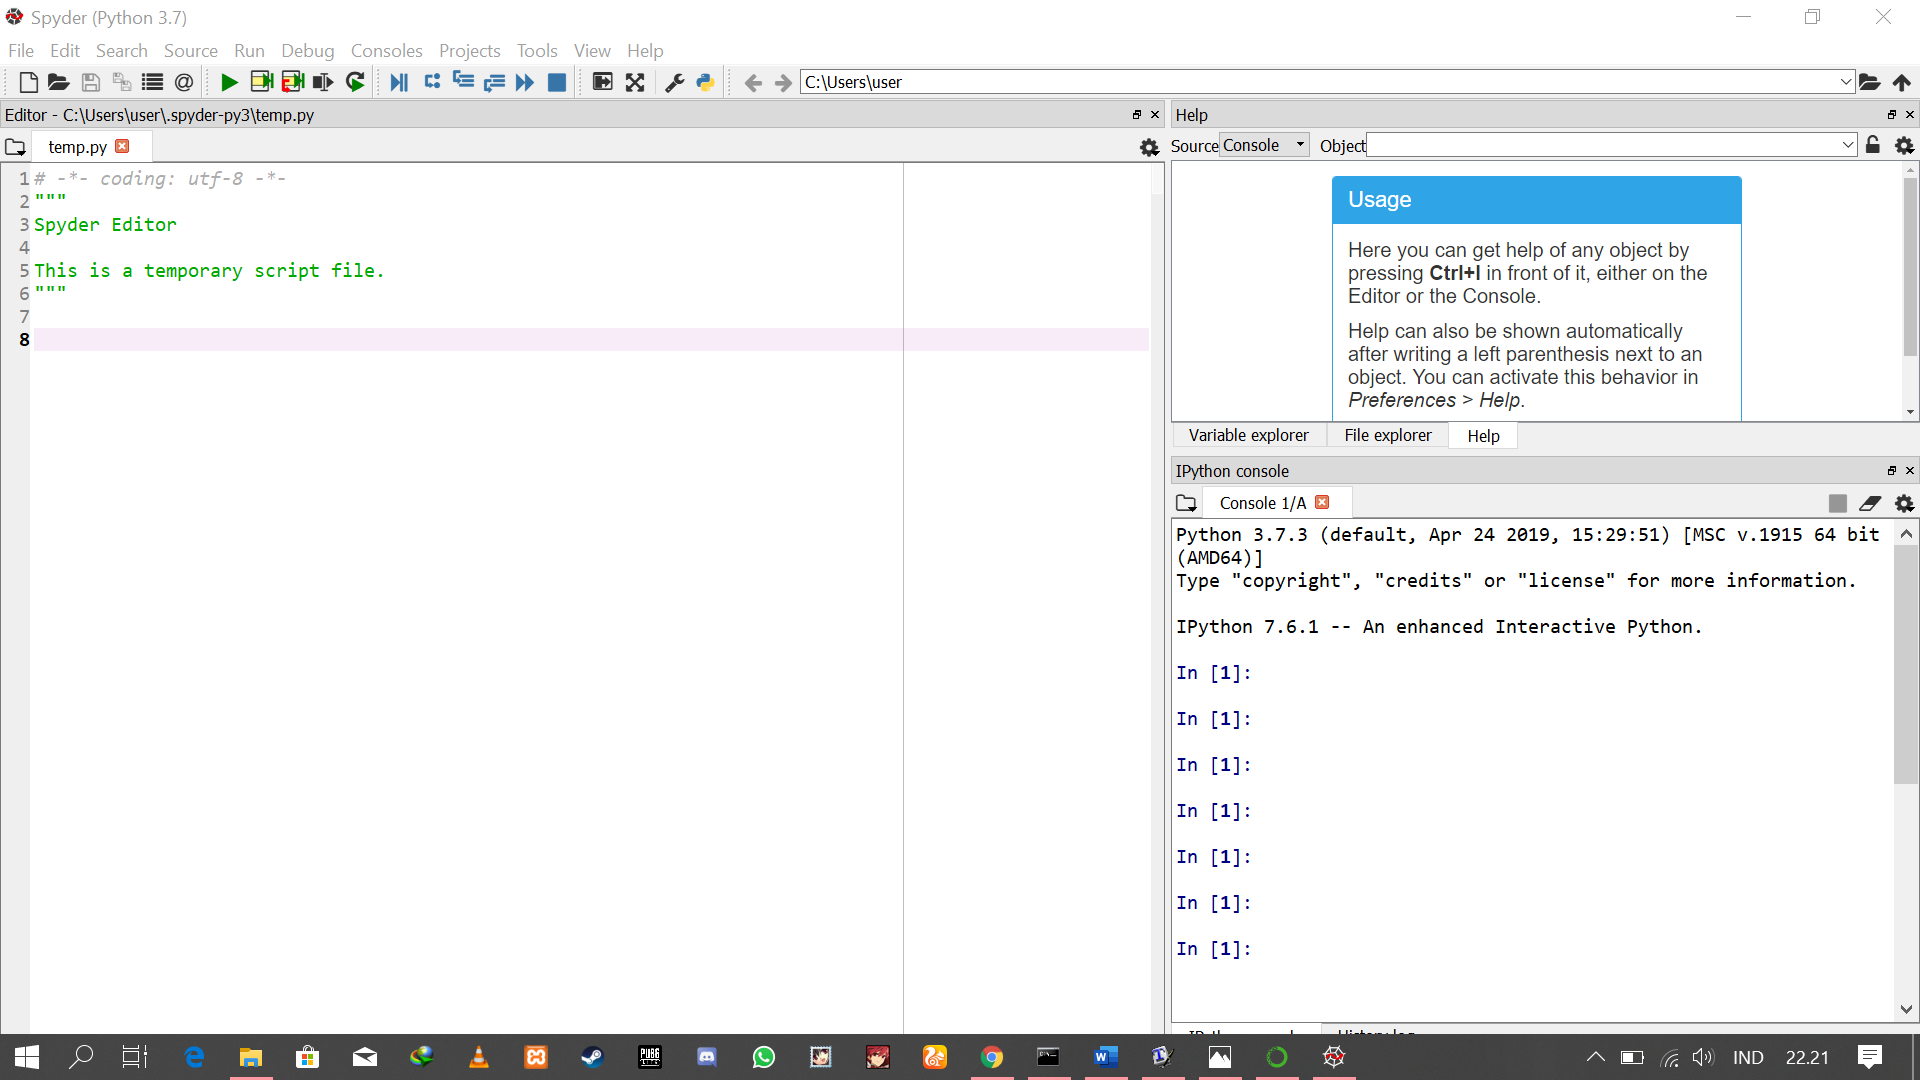 Spyder (Python 3.7)
File Edit Search Source Run Debug Consoles Projects Tools View Help
C:\Users\user
Editor - C:\Users\user\.spyder-py3\temp.py
temp.py
1 # -*- coding: utf-8 -*-
2 """
3 Spyder Editor
4
5 This is a temporary script file.
6 """
7
8
Help
Source Console Object
Usage
Here you can get help of any object by
pressing Ctrl+I in front of it, either on the
Editor or the Console.
Help can also be shown automatically
after writing a left parenthesis next to an
object. You can activate this behavior in
Preferences > Help.
Variable explorer File explorer Help
IPython console
Console 1/A
Python 3.7.3 (default, Apr 24 2019, 15:29:51) [MSC v.1915 64 bit
(AMD64)]
Type "copyright", "credits" or "license" for more information.
IPython 7.6.1 -- An enhanced Interactive Python.
In [1]:
In [1]:
In [1]:
In [1]:
In [1]:
In [1]:
In [1]:
PUBG
IND 22.21